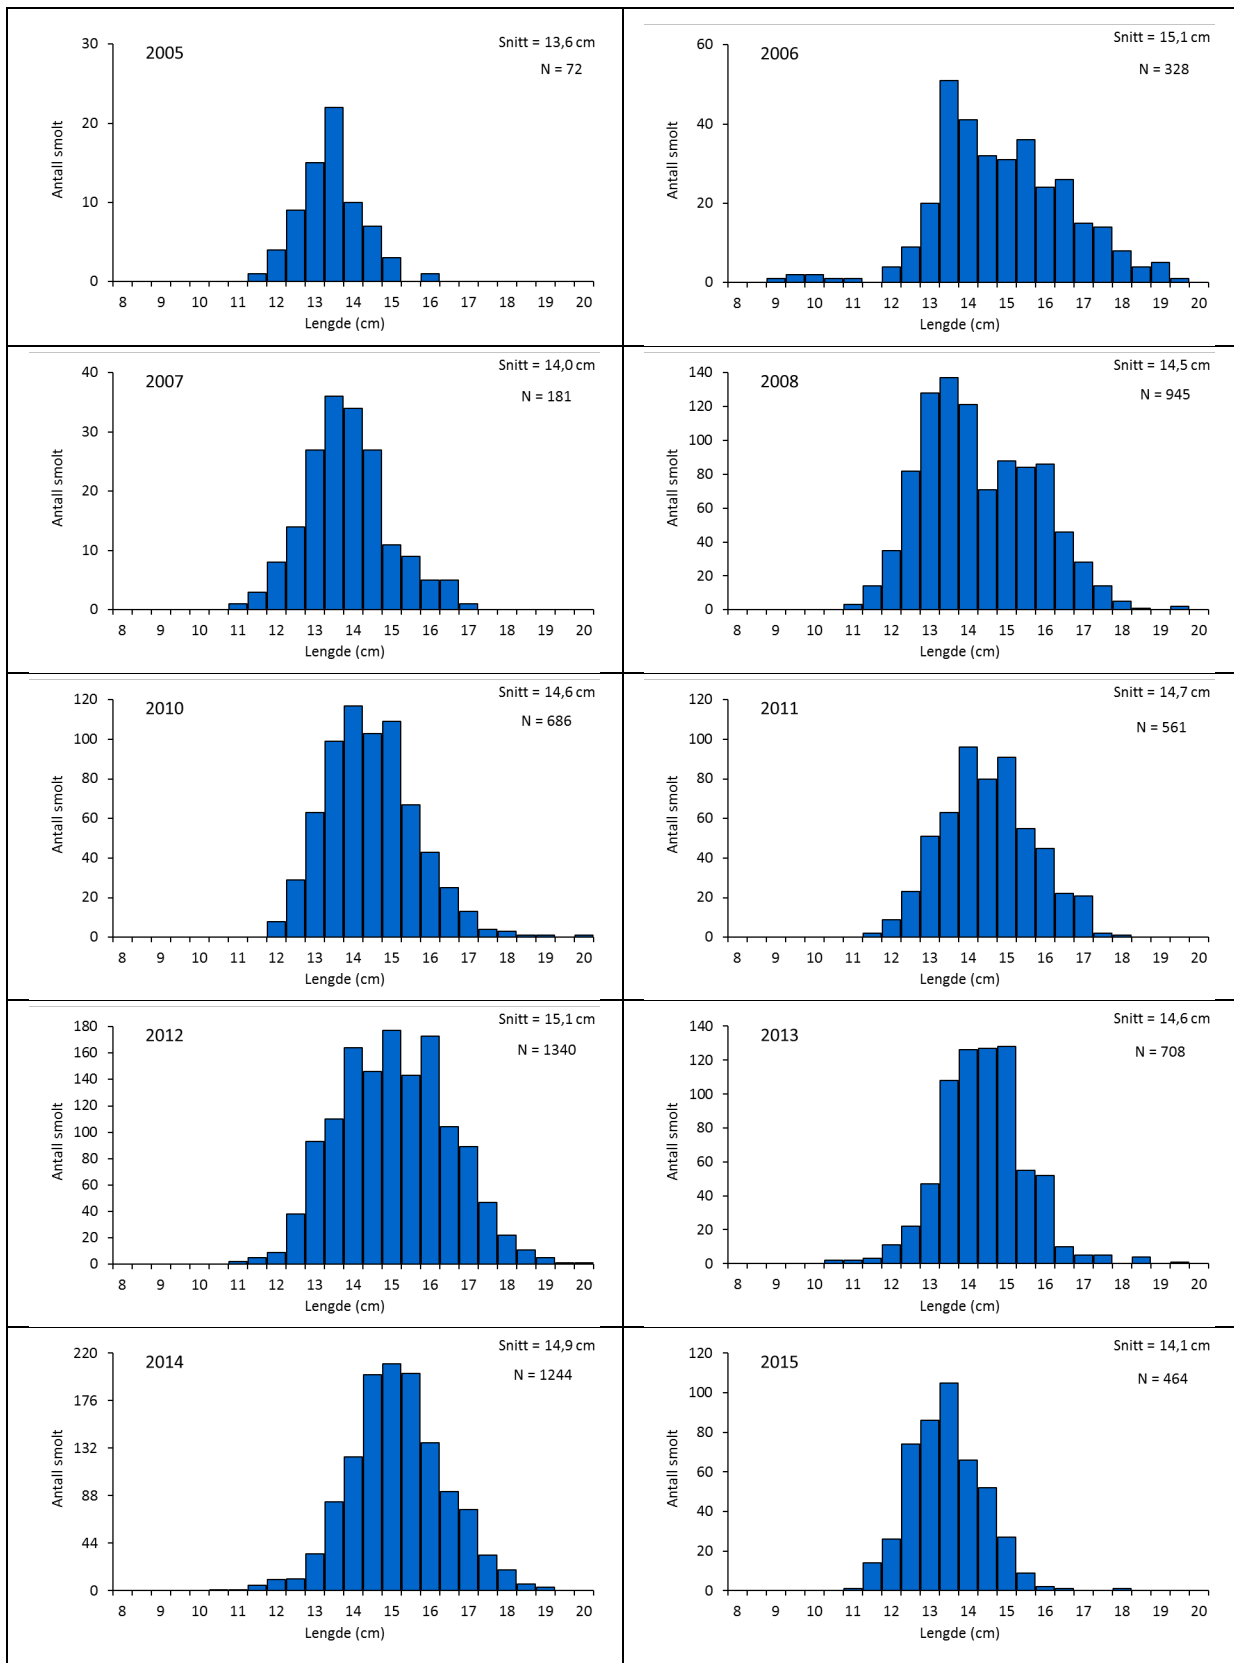 2005
Snitt = 13,6 cm
N = 72
Antall smolt
30
20
10
0
8 9 10 11 12 13 14 15 16 17 18 19 20
Lengde (cm)
2006
Snitt = 15,1 cm
N = 328
Antall smolt
60
40
20
0
8 9 10 11 12 13 14 15 16 17 18 19 20
Lengde (cm)
2007
Snitt = 14,0 cm
N = 181
Antall smolt
40
30
20
10
0
8 9 10 11 12 13 14 15 16 17 18 19 20
Lengde (cm)
2008
Snitt = 14,5 cm
N = 945
Antall smolt
140
120
100
80
60
40
20
0
8 9 10 11 12 13 14 15 16 17 18 19 20
Lengde (cm)
2010
Snitt = 14,6 cm
N = 686
Antall smolt
120
100
80
60
40
20
0
8 9 10 11 12 13 14 15 16 17 18 19 20
Lengde (cm)
2011
Snitt = 14,7 cm
N = 561
Antall smolt
120
100
80
60
40
20
0
8 9 10 11 12 13 14 15 16 17 18 19 20
Lengde (cm)
2012
Snitt = 15,1 cm
N = 1340
Antall smolt
180
160
140
120
100
80
60
40
20
0
8 9 10 11 12 13 14 15 16 17 18 19 20
Lengde (cm)
2013
Snitt = 14,6 cm
N = 708
Antall smolt
140
120
100
80
60
40
20
0
8 9 10 11 12 13 14 15 16 17 18 19 20
Lengde (cm)
2014
Snitt = 14,9 cm
N = 1244
Antall smolt
220
176
132
88
44
0
8 9 10 11 12 13 14 15 16 17 18 19 20
Lengde (cm)
2015
Snitt = 14,1 cm
N = 464
Antall smolt
120
100
80
60
40
20
0
8 9 10 11 12 13 14 15 16 17 18 19 20
Lengde (cm)